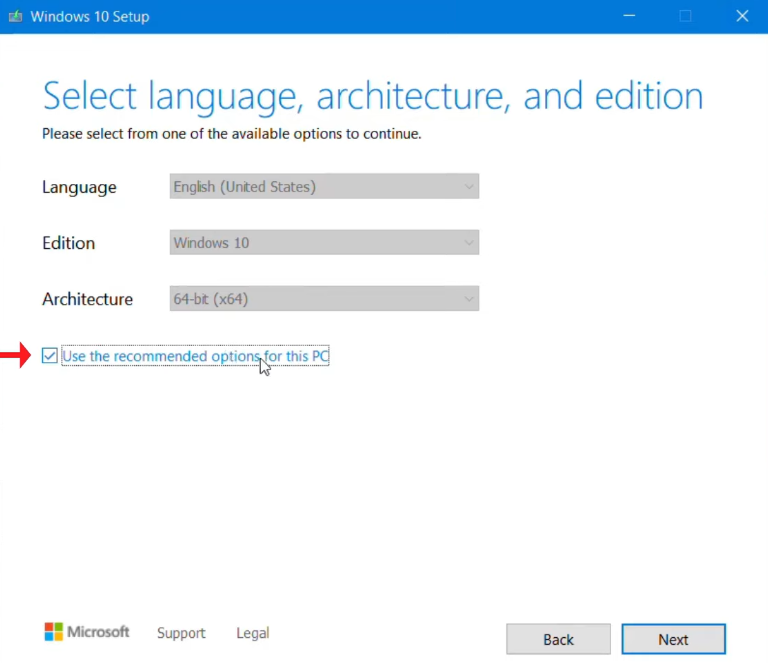 Windows 10 Setup
Select language, architecture, and edition
Please select from one of the available options to continue.
Language English (United States)
Edition Windows 10
Architecture 64-bit (x64)
Use the recommended options for this PC
Microsoft Support Legal Back Next